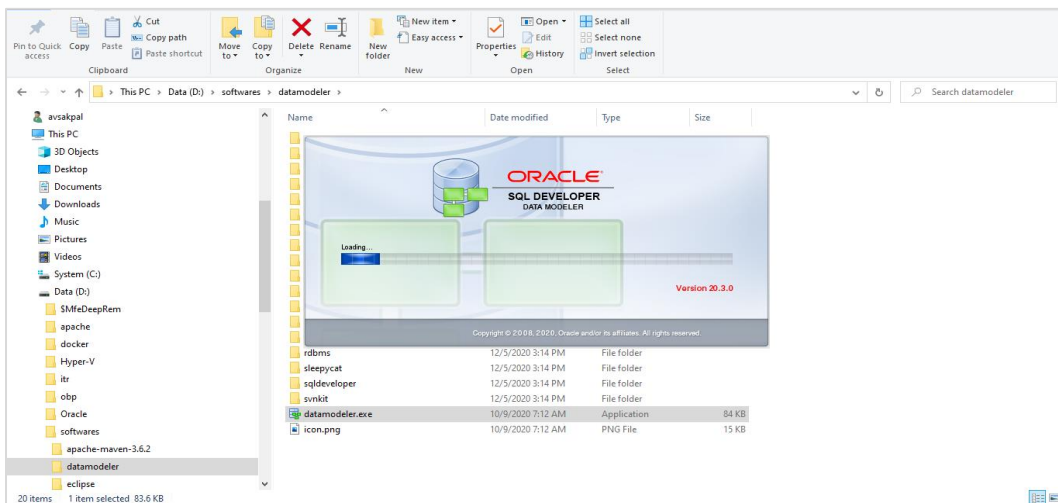 Pin to Quick access
Copy
Paste
Cut
Copy path
Paste shortcut
Clipboard
Move to
Copy to
Delete
Rename
Organize
New folder
New item
Easy access
New
Properties
Open
Edit
History
Open
Select all
Select none
Invert selection
Select
This PC > Data (D:) > softwares > datamodeler >
Search datamodeler
avsakpal
This PC
3D Objects
Desktop
Documents
Downloads
Music
Pictures
Videos
System (C:)
Data (D:)
$MfeDeepRem
apache
docker
Hyper-V
itr
obp
Oracle
softwares
apache-maven-3.6.2
datamodeler
eclipse
Name Date modified Type Size
ORACLE
SQL DEVELOPER
DATA MODELER
Loading...
Version 20.3.0
Copyright © 2008, 2020, Oracle and/or its affiliates. All rights reserved.
rdbms 12/5/2020 3:14 PM File folder
sleepycat 12/5/2020 3:14 PM File folder
sqldeveloper 12/5/2020 3:14 PM File folder
svnkit 12/5/2020 3:14 PM File folder
datamodeler.exe 10/9/2020 7:12 AM Application 84 KB
icon.png 10/9/2020 7:12 AM PNG File 15 KB
20 items 1 item selected 83.6 KB